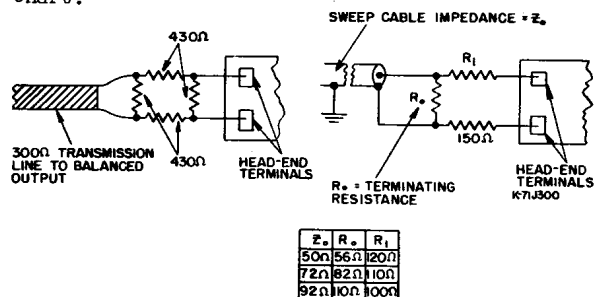 SWEEP CABLE IMPEDANCE = Z₀
430Ω
430Ω
300Ω TRANSMISSION
LINE TO BALANCED
OUTPUT
HEAD-END
TERMINALS
R₁
R₀
150Ω
R₀ = TERMINATING
RESISTANCE
HEAD-END
TERMINALS
K-71J300
Z₀ R₀ R₁
50Ω 56Ω 120Ω
72Ω 82Ω 110Ω
92Ω 110Ω 100Ω